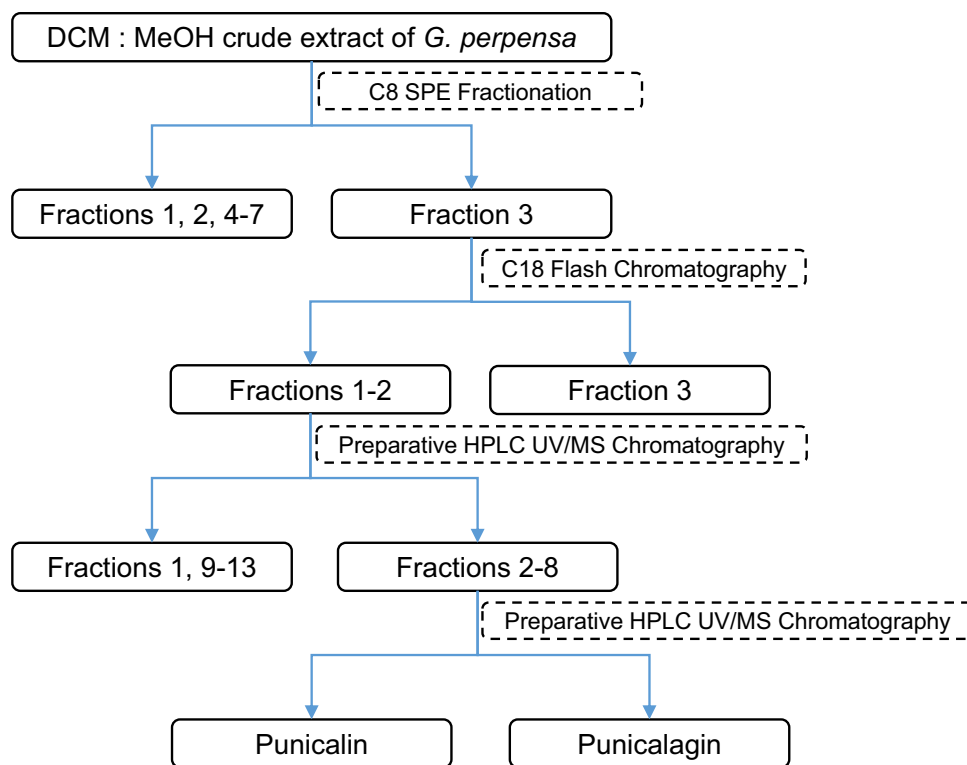 DCM : MeOH crude extract of G. perpensa
C8 SPE Fractionation
Fractions 1, 2, 4-7
Fraction 3
C18 Flash Chromatography
Fractions 1-2
Fraction 3
Preparative HPLC UV/MS Chromatography
Fractions 1, 9-13
Fractions 2-8
Preparative HPLC UV/MS Chromatography
Punicalin
Punicalagin